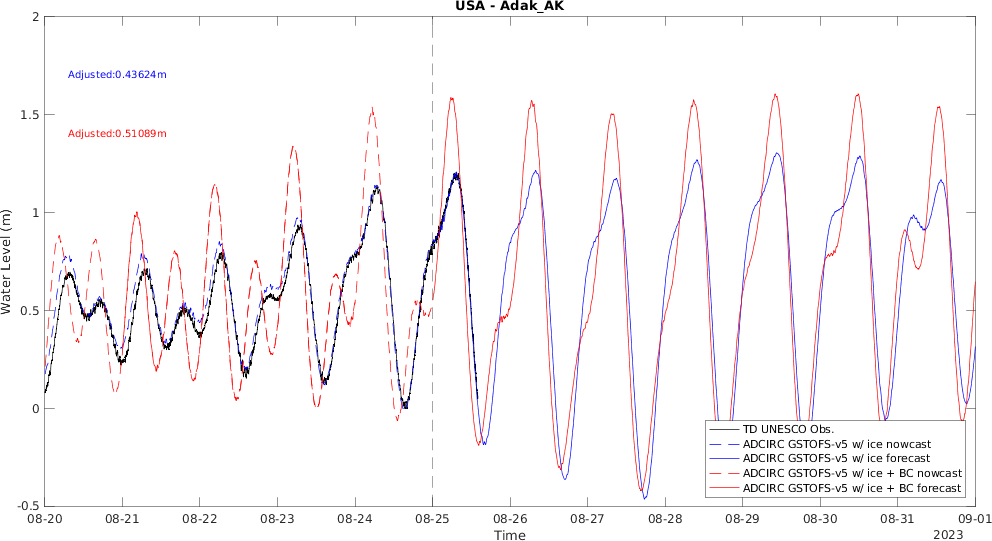 USA - Adak_AK
2
1.5
1
0.5
0
-0.5
Water Level (m)
Adjusted:0.43624m
Adjusted:0.51089m
TD UNESCO Obs.
ADCIRC GSTOFS-v5 w/ ice nowcast
ADCIRC GSTOFS-v5 w/ ice forecast
ADCIRC GSTOFS-v5 w/ ice + BC nowcast
ADCIRC GSTOFS-v5 w/ ice + BC forecast
08-20 08-21 08-22 08-23 08-24 08-25 08-26 08-27 08-28 08-29 08-30 08-31 09-01
Time
2023